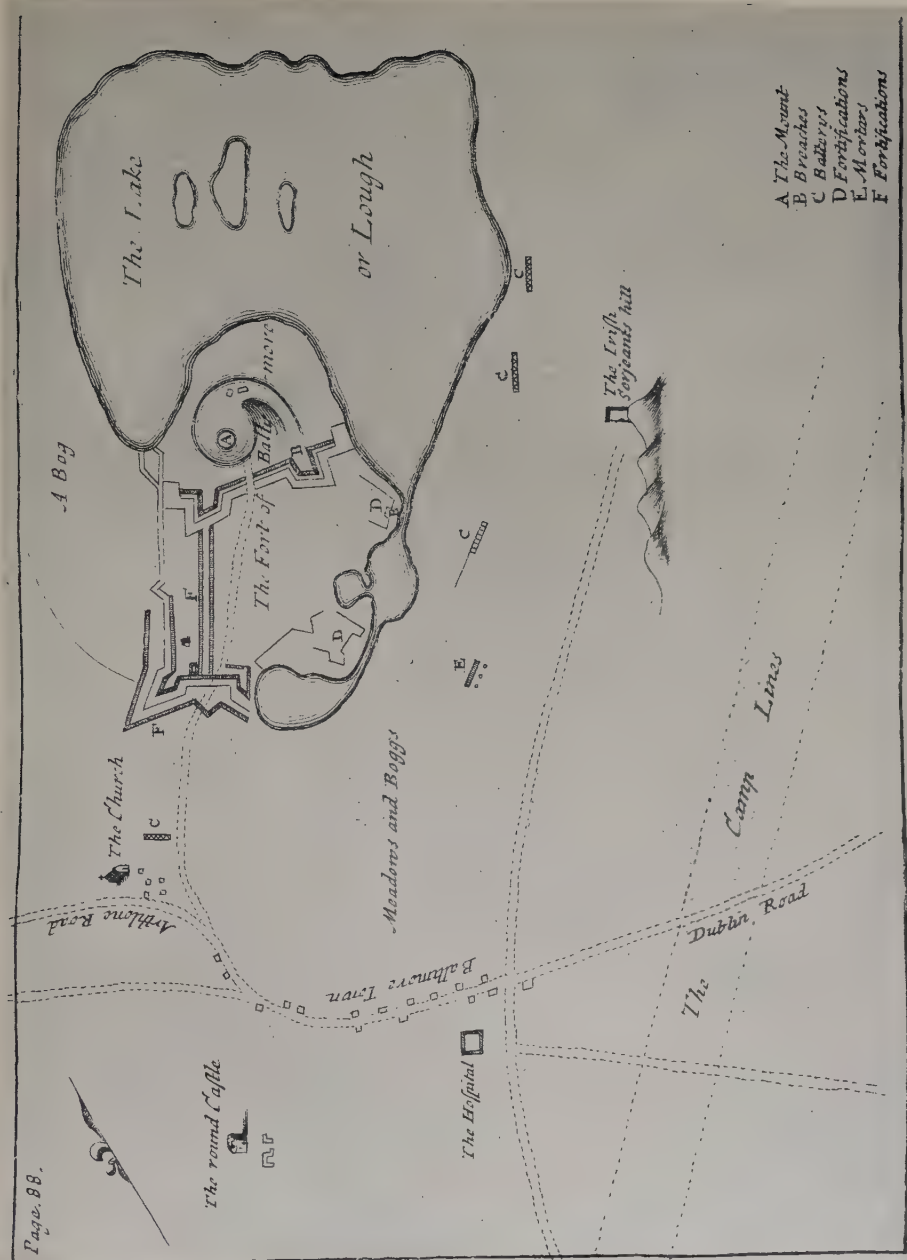 Page. 88.
The round Castle
The Hospital
Athlone Road
The Church
C
Baltimore Town
Meadows and Boggs
Dublin Road
The Camp Lines
F
F
B
D
D
E
E
A Bog
The Fort of Ballymore
A
B
The Lake
or Lough
C
C
C
The Irish
Serjeants hill
A The Mount
B Breaches
C Batterys
D Fortifications
E Mortars
F Fortifications